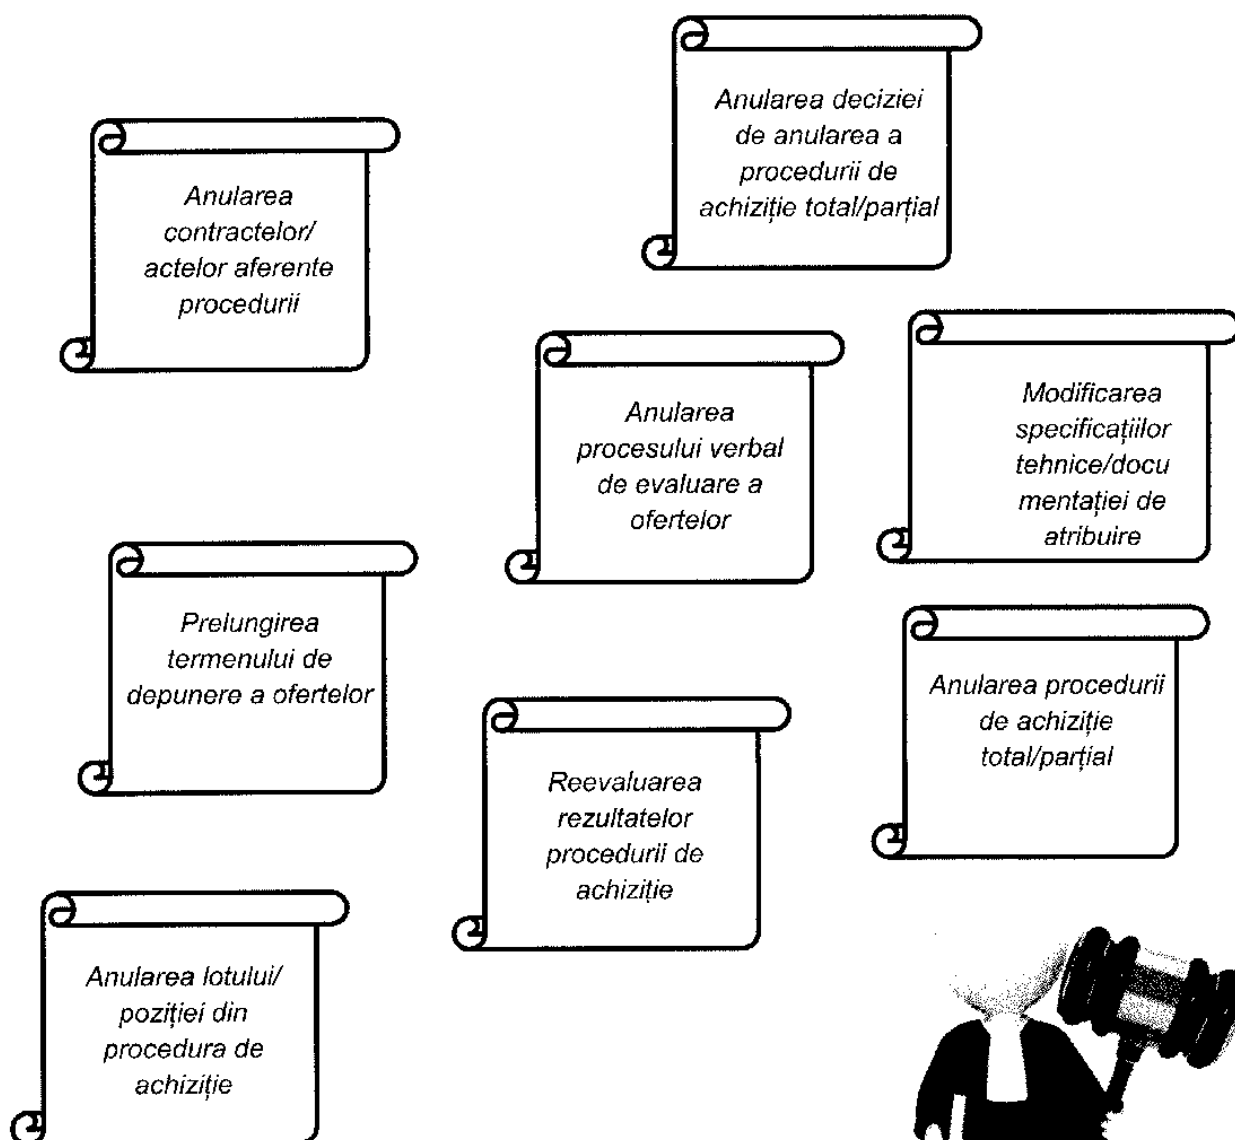 Anularea deciziei
de anularea a
procedurii de
achiziție total/parțial
Anularea
contractelor/
actelor aferente
procedurii
Anularea
procesului verbal
de evaluare a
ofertelor
Modificarea
specificațiilor
tehnice/docu
mentației de
atribuire
Prelungirea
termenului de
depunere a ofertelor
Anularea procedurii
de achiziție
total/parțial
Reevaluarea
rezultatelor
procedurii de
achiziție
Anularea lotului/
poziției din
procedura de
achiziție